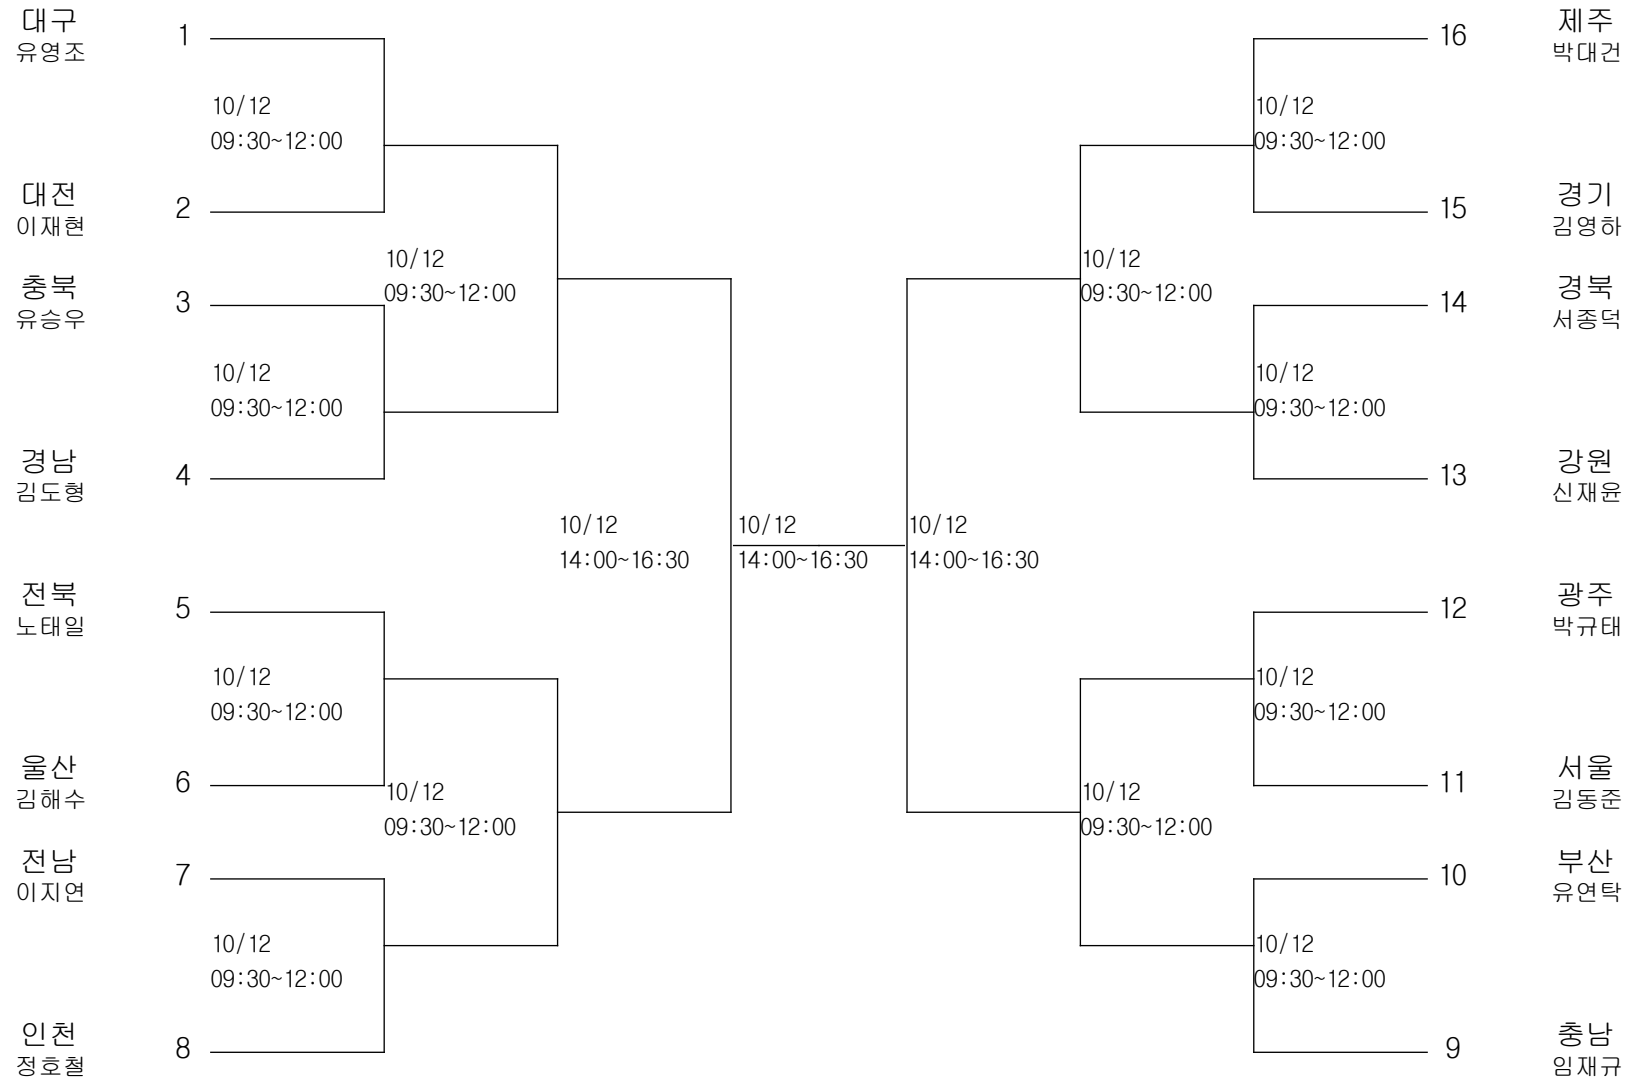 대구
유영조
1
16
제주
박대건
10/12
09:30~12:00
10/12
09:30~12:00
대전
이재현
2
15
경기
김영하
10/12
09:30~12:00
10/12
09:30~12:00
충북
유승우
3
14
경북
서종덕
10/12
09:30~12:00
10/12
09:30~12:00
경남
김도형
4
13
강원
신재윤
10/12
14:00~16:30
10/12
14:00~16:30
10/12
14:00~16:30
전북
노태일
5
12
광주
박규태
10/12
09:30~12:00
10/12
09:30~12:00
울산
김해수
6
11
서울
김동준
10/12
09:30~12:00
10/12
09:30~12:00
전남
이지연
7
10
부산
유연탁
10/12
09:30~12:00
10/12
09:30~12:00
인천
정호철
8
9
충남
임재규